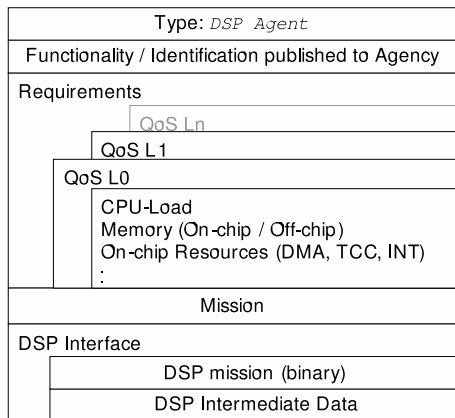 Type: DSP Agent
Functionality / Identification published to Agency
Requirements
QoS Ln
QoS L1
QoS L0
CPU-Load
Memory (On-chip / Off-chip)
On-chip Resources (DMA, TCC, INT)
:
Mission
DSP Interface
DSP mission (binary)
DSP Intermediate Data